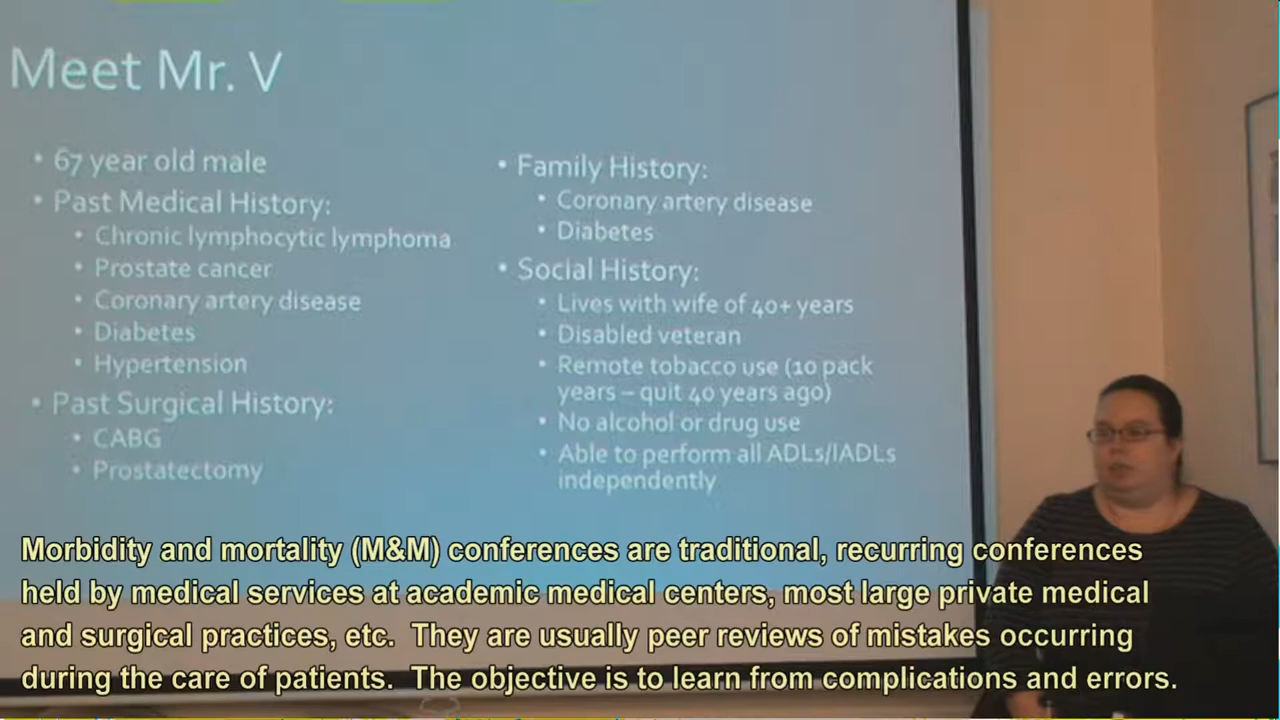 Meet Mr. V
• 67 year old male
• Past Medical History:
• Chronic lymphocytic lymphoma
• Prostate cancer
• Coronary artery disease
• Diabetes
• Hypertension
• Past Surgical History:
• CABG
• Prostatectomy
• Family History:
• Coronary artery disease
• Diabetes
• Social History:
• Lives with wife of 40+ years
• Disabled veteran
• Remote tobacco use (10 pack
years – quit 40 years ago)
• No alcohol or drug use
• Able to perform all ADLs/IADLs
independently
Morbidity and mortality (M&M) conferences are traditional, recurring conferences
held by medical services at academic medical centers, most large private medical
and surgical practices, etc.  They are usually peer reviews of mistakes occurring
during the care of patients.  The objective is to learn from complications and errors.